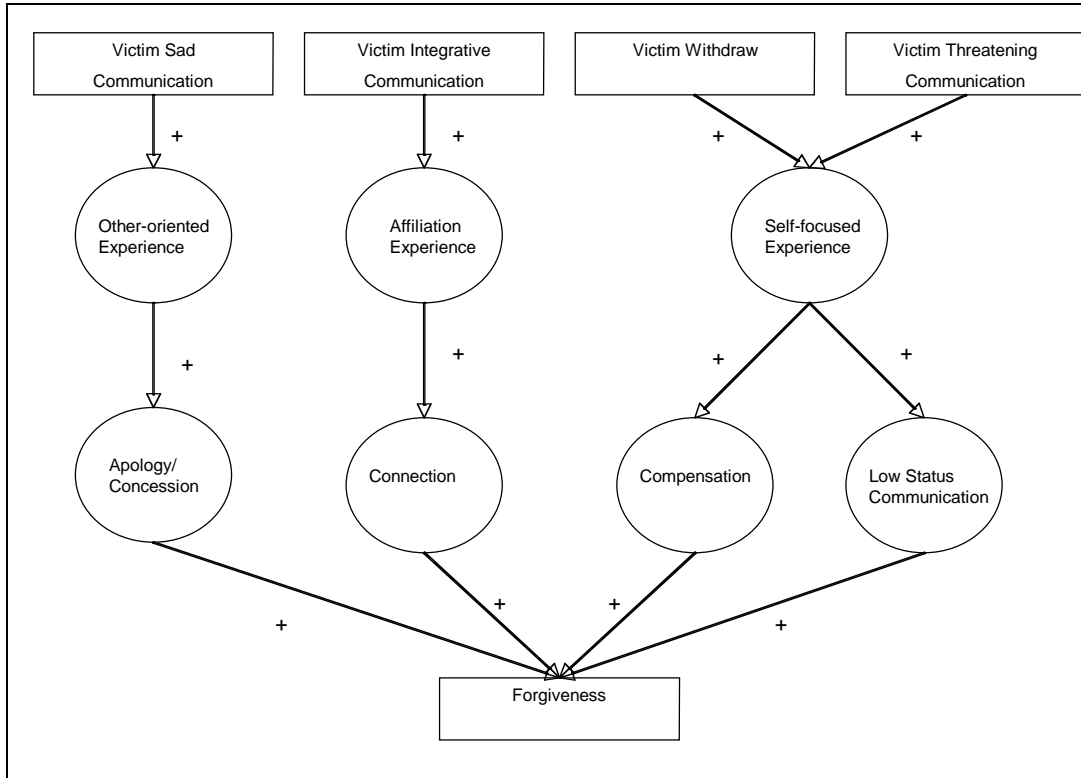 Victim Sad
Communication
Victim Integrative
Communication
Victim Withdraw
Victim Threatening
Communication
+
+
+
+
Other-oriented
Experience
Affiliation
Experience
Self-focused
Experience
+
+
+
+
Apology/
Concession
Connection
Compensation
Low Status
Communication
+
+
+
+
Forgiveness